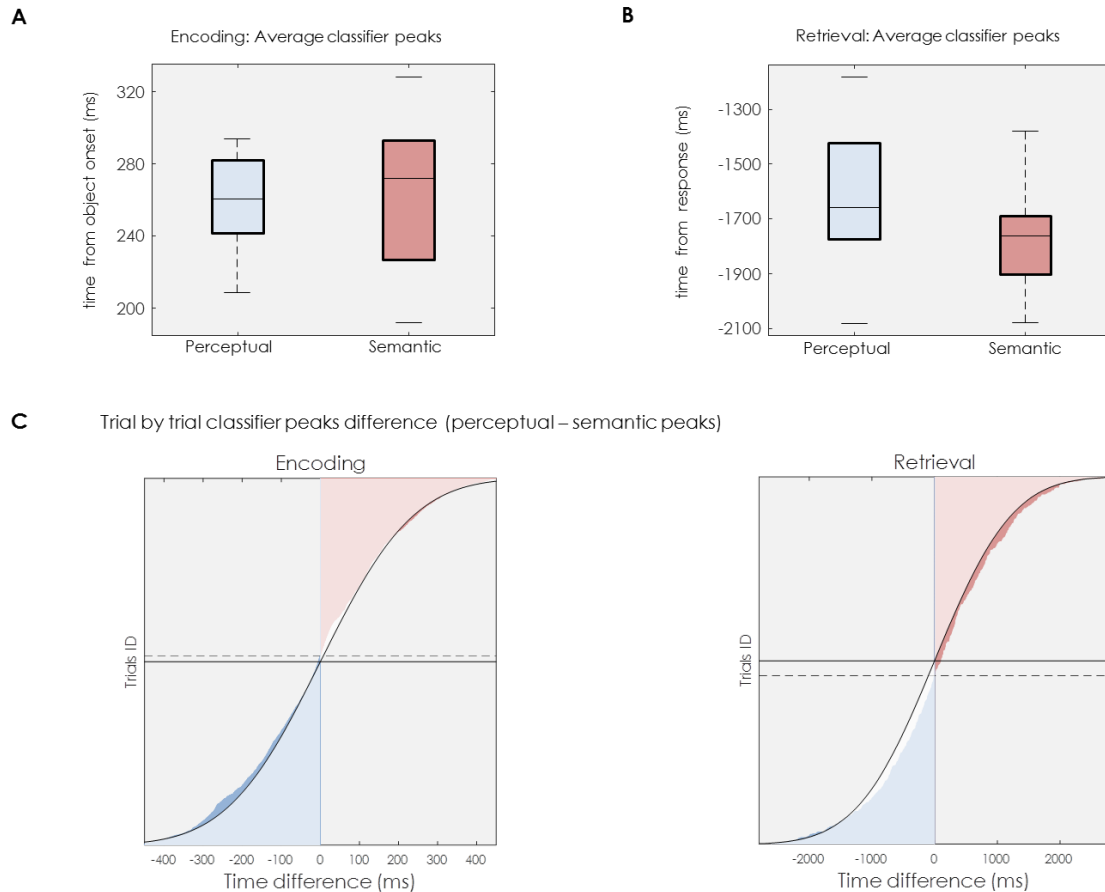 A
Encoding: Average classifier peaks
time from object onset (ms)
320
280
240
200
Perceptual
Semantic
B
Retrieval: Average classifier peaks
time from response (ms)
-1300
-1500
-1700
-1900
-2100
Perceptual
Semantic
C
Trial by trial classifier peaks difference (perceptual – semantic peaks)
Encoding
Trials ID
-400 -300 -200 -100 0 100 200 300 400
Time difference (ms)
Retrieval
Trials ID
-2000 -1000 0 1000 2000
Time difference (ms)